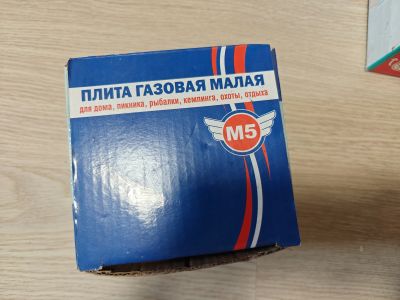 ПЛИТА ГАЗОВАЯ МАЛАЯ
для дома, пикника, рыбалки, кемпинга, охоты, отдыха
М5